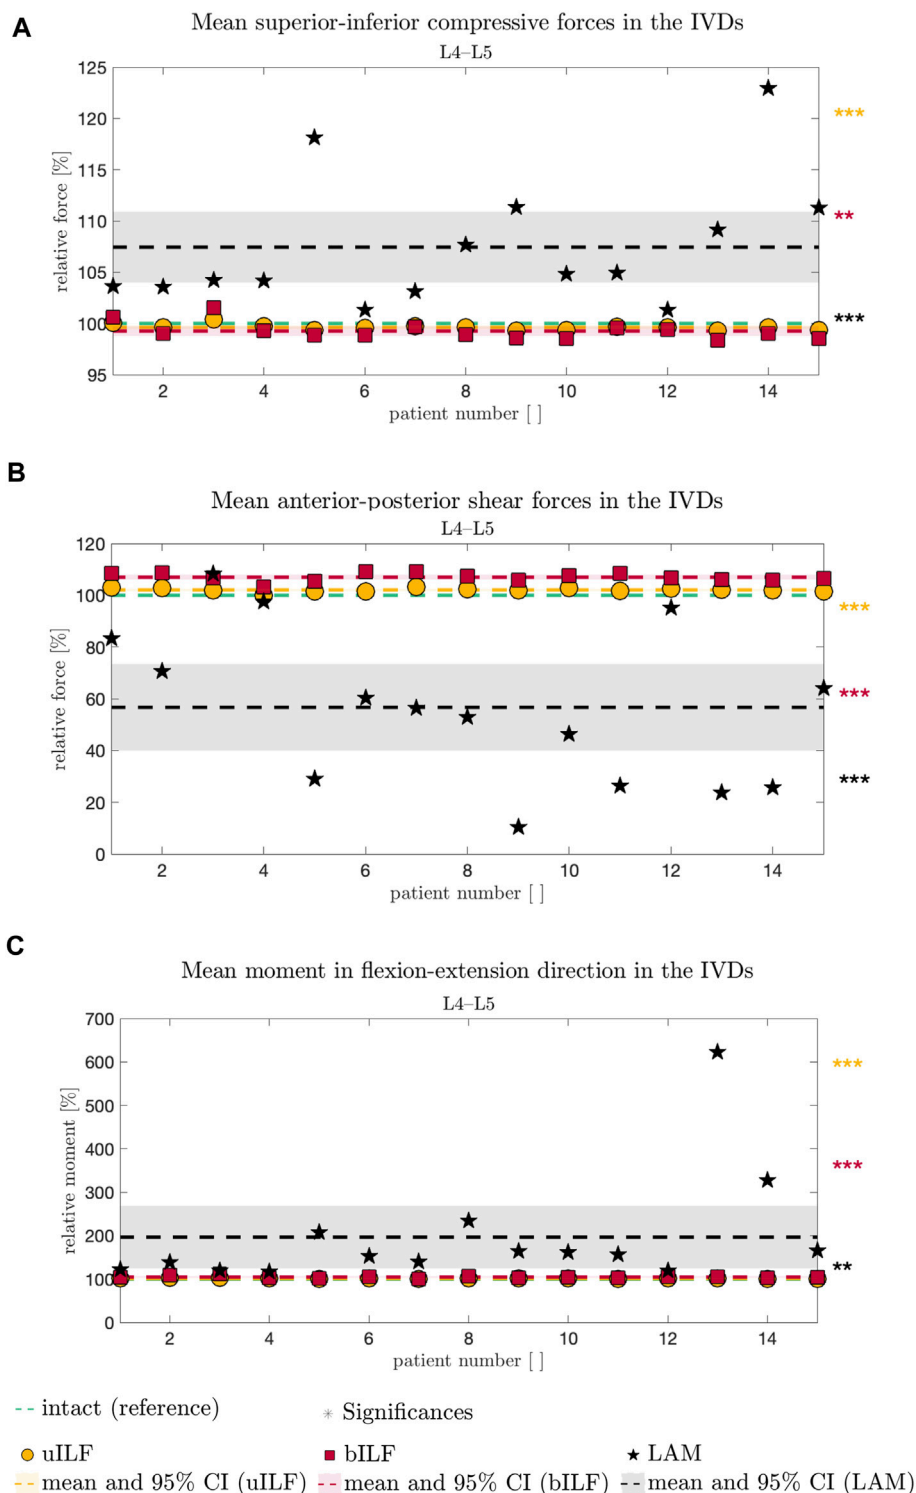 A
Mean superior-inferior compressive forces in the IVDs
L4–L5
125
120
115
110
105
100
95
relative force [%]
***
**
***
2 4 6 8 10 12 14
patient number [ ]
B
Mean anterior-posterior shear forces in the IVDs
L4–L5
120
100
80
60
40
20
0
relative force [%]
***
***
***
2 4 6 8 10 12 14
patient number [ ]
C
Mean moment in flexion-extension direction in the IVDs
L4–L5
700
600
500
400
300
200
100
0
relative moment [%]
***
***
**
2 4 6 8 10 12 14
patient number [ ]
intact (reference) * Significances
uILF bILF LAM
mean and 95% CI (uILF) mean and 95% CI (bILF) mean and 95% CI (LAM)